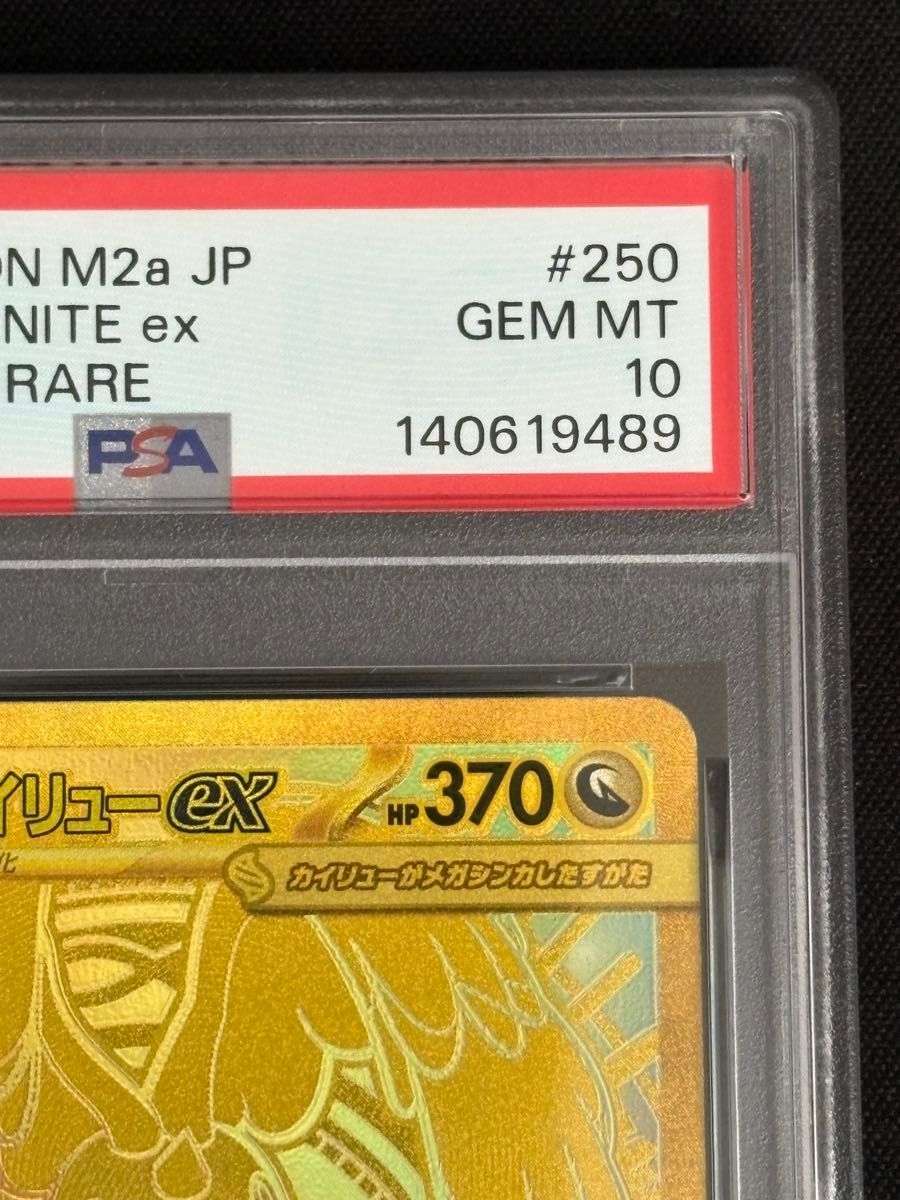 ON M2a JP #250
NITE ex GEM MT
RARE 10
PSA 140619489
イリューex HP370
化
カイリューがメガシンカしたすがた